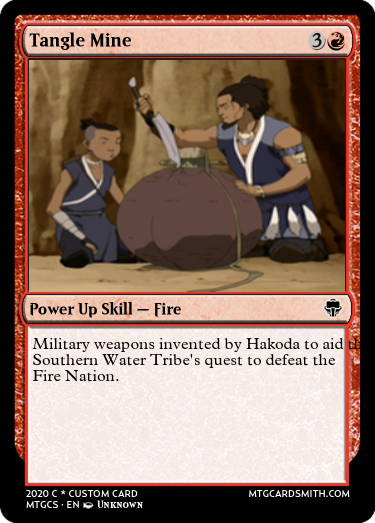 Tangle Mine 3
Power Up Skill — Fire
Military weapons invented by Hakoda to aid th
Southern Water Tribe's quest to defeat the
Fire Nation.
2020 C * CUSTOM CARD MTGCARDSMITH.COM
MTGCS · EN UNKNOWN